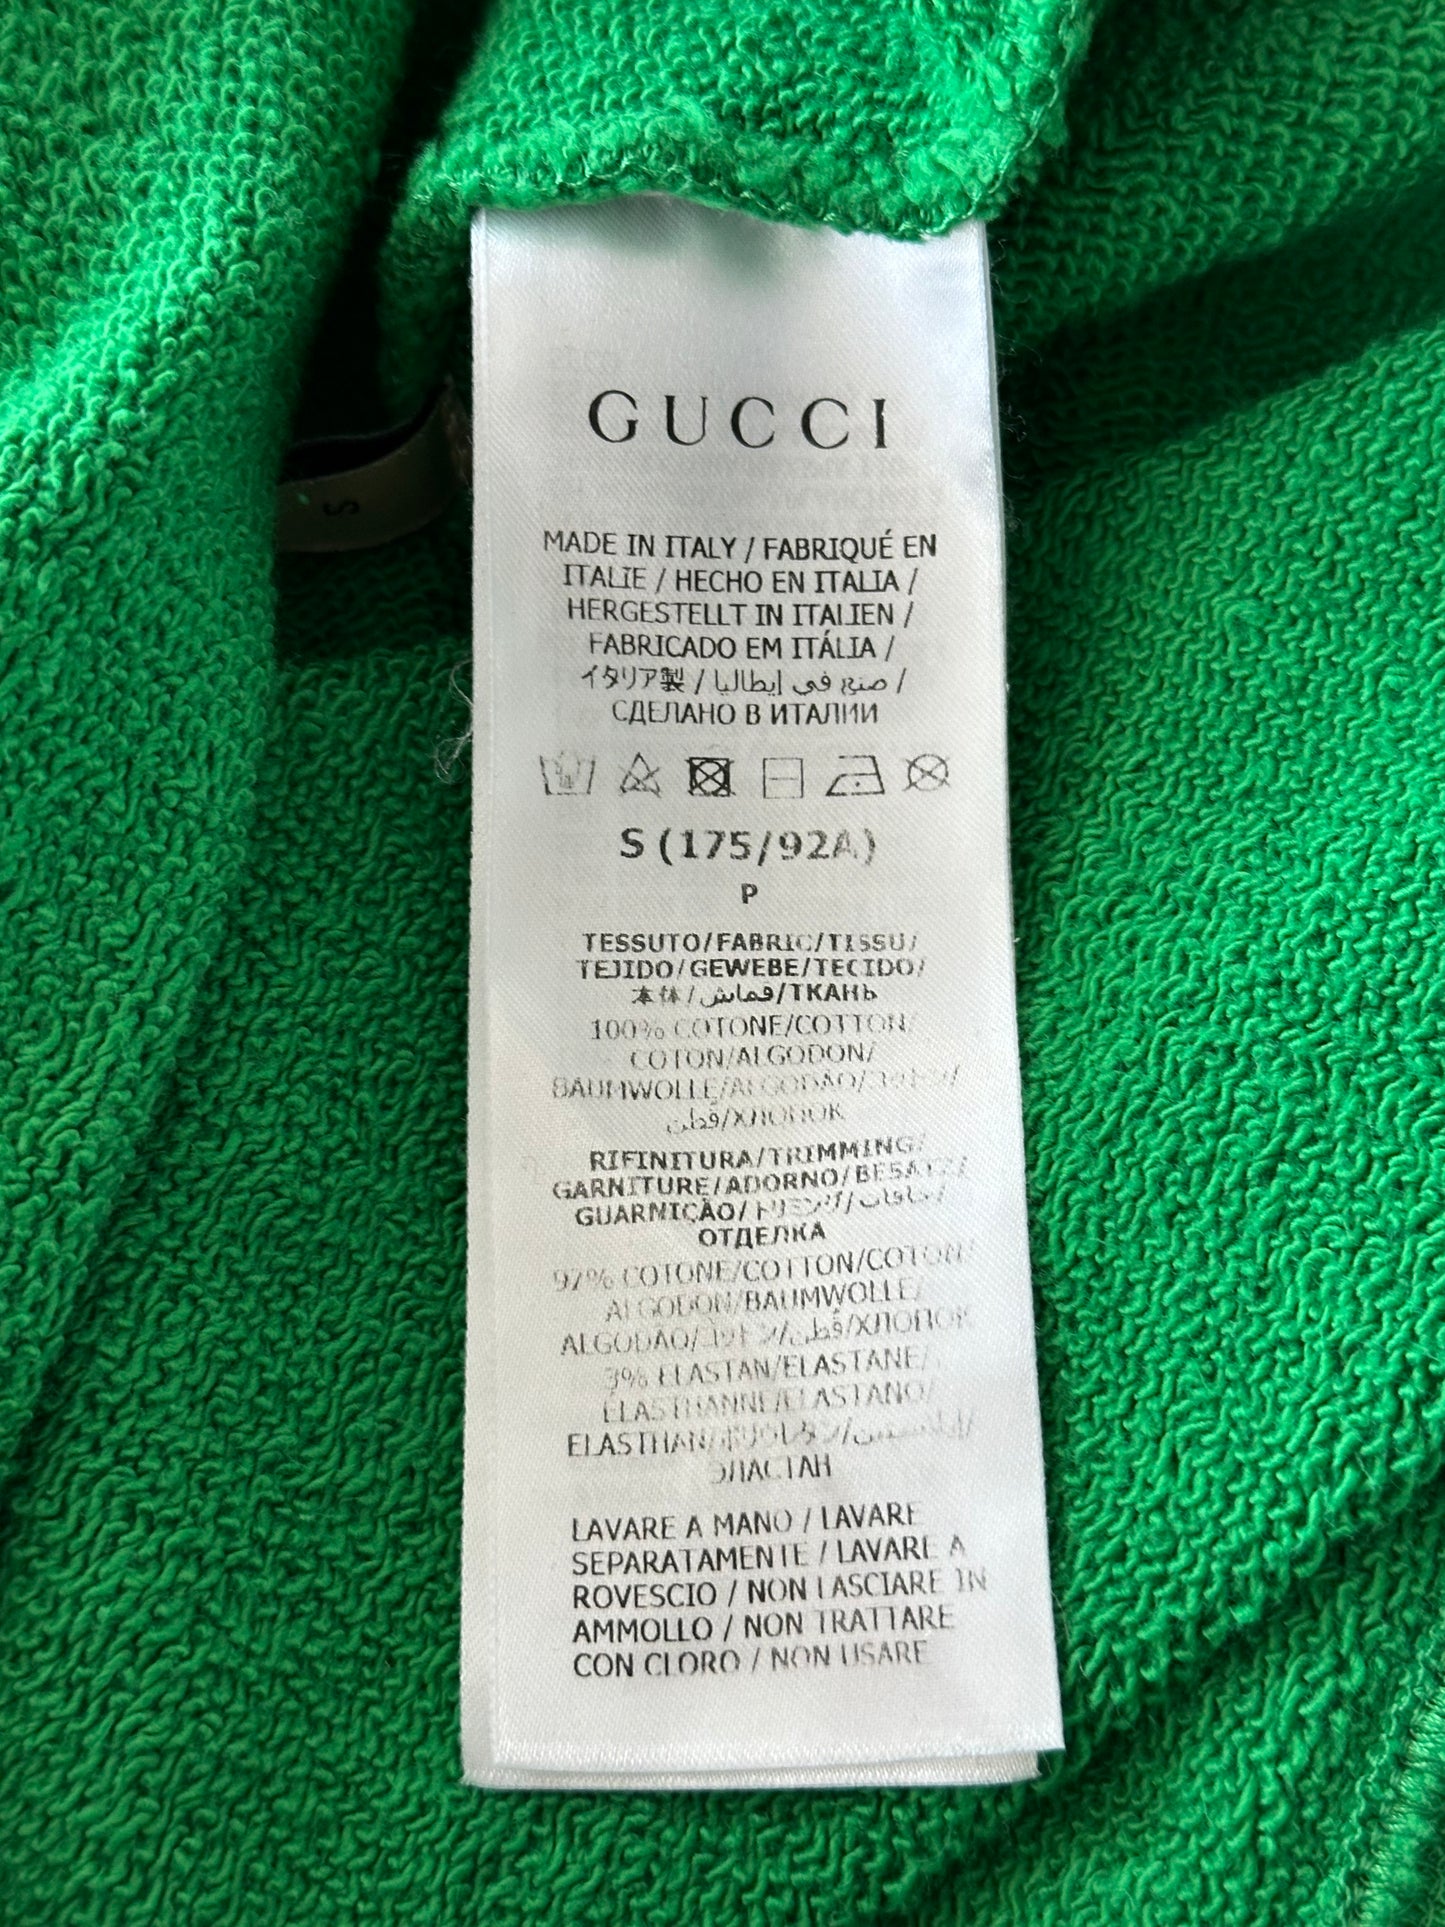 GUCCI
MADE IN ITALY / FABRIQUÉ EN
ITALIE / HECHO EN ITALIA /
HERGESTELLT IN ITALIEN /
FABRICADO EM ITÁLIA /
イタリア製 / صنع في إيطاليا /
СДЕЛАНО В ИТАЛИИ
S (175/92A)
P
TESSUTO/FABRIC/TISSU/
TEJIDO/GEWEBE/TECIDO/
本体/قماش/ТКАНЬ
100% COTONE/COTTON/
COTON/ALGODON/
BAUMWOLLE/ALGODÃO/
قطن/ХЛОПОК
RIFINITURA/TRIMMING/
GARNITURE/ADORNO/BESATZ/
GUARNIÇÃO/
ОТДЕЛКА
97% COTONE/COTTON/COTON/
ALGODON/BAUMWOLLE/
ALGODÃO/قطن/ХЛОПОК
3% ELASTAN/ELASTANE/
ELASTHANNE/ELASTANO/
ELASTHAN/
ЭЛАСТАН
LAVARE A MANO / LAVARE
SEPARATAMENTE / LAVARE A
ROVESCIO / NON LASCIARE IN
AMMOLLO / NON TRATTARE
CON CLORO / NON USARE
S